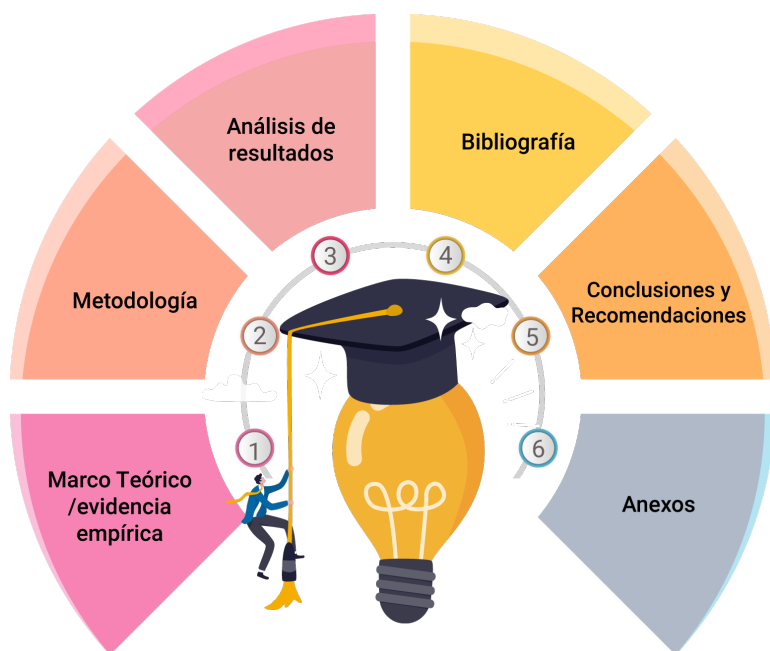 Análisis de
resultados
Bibliografía
Metodología
Conclusiones y
Recomendaciones
Marco Teórico
/evidencia
empírica
Anexos
1
2
3
4
5
6